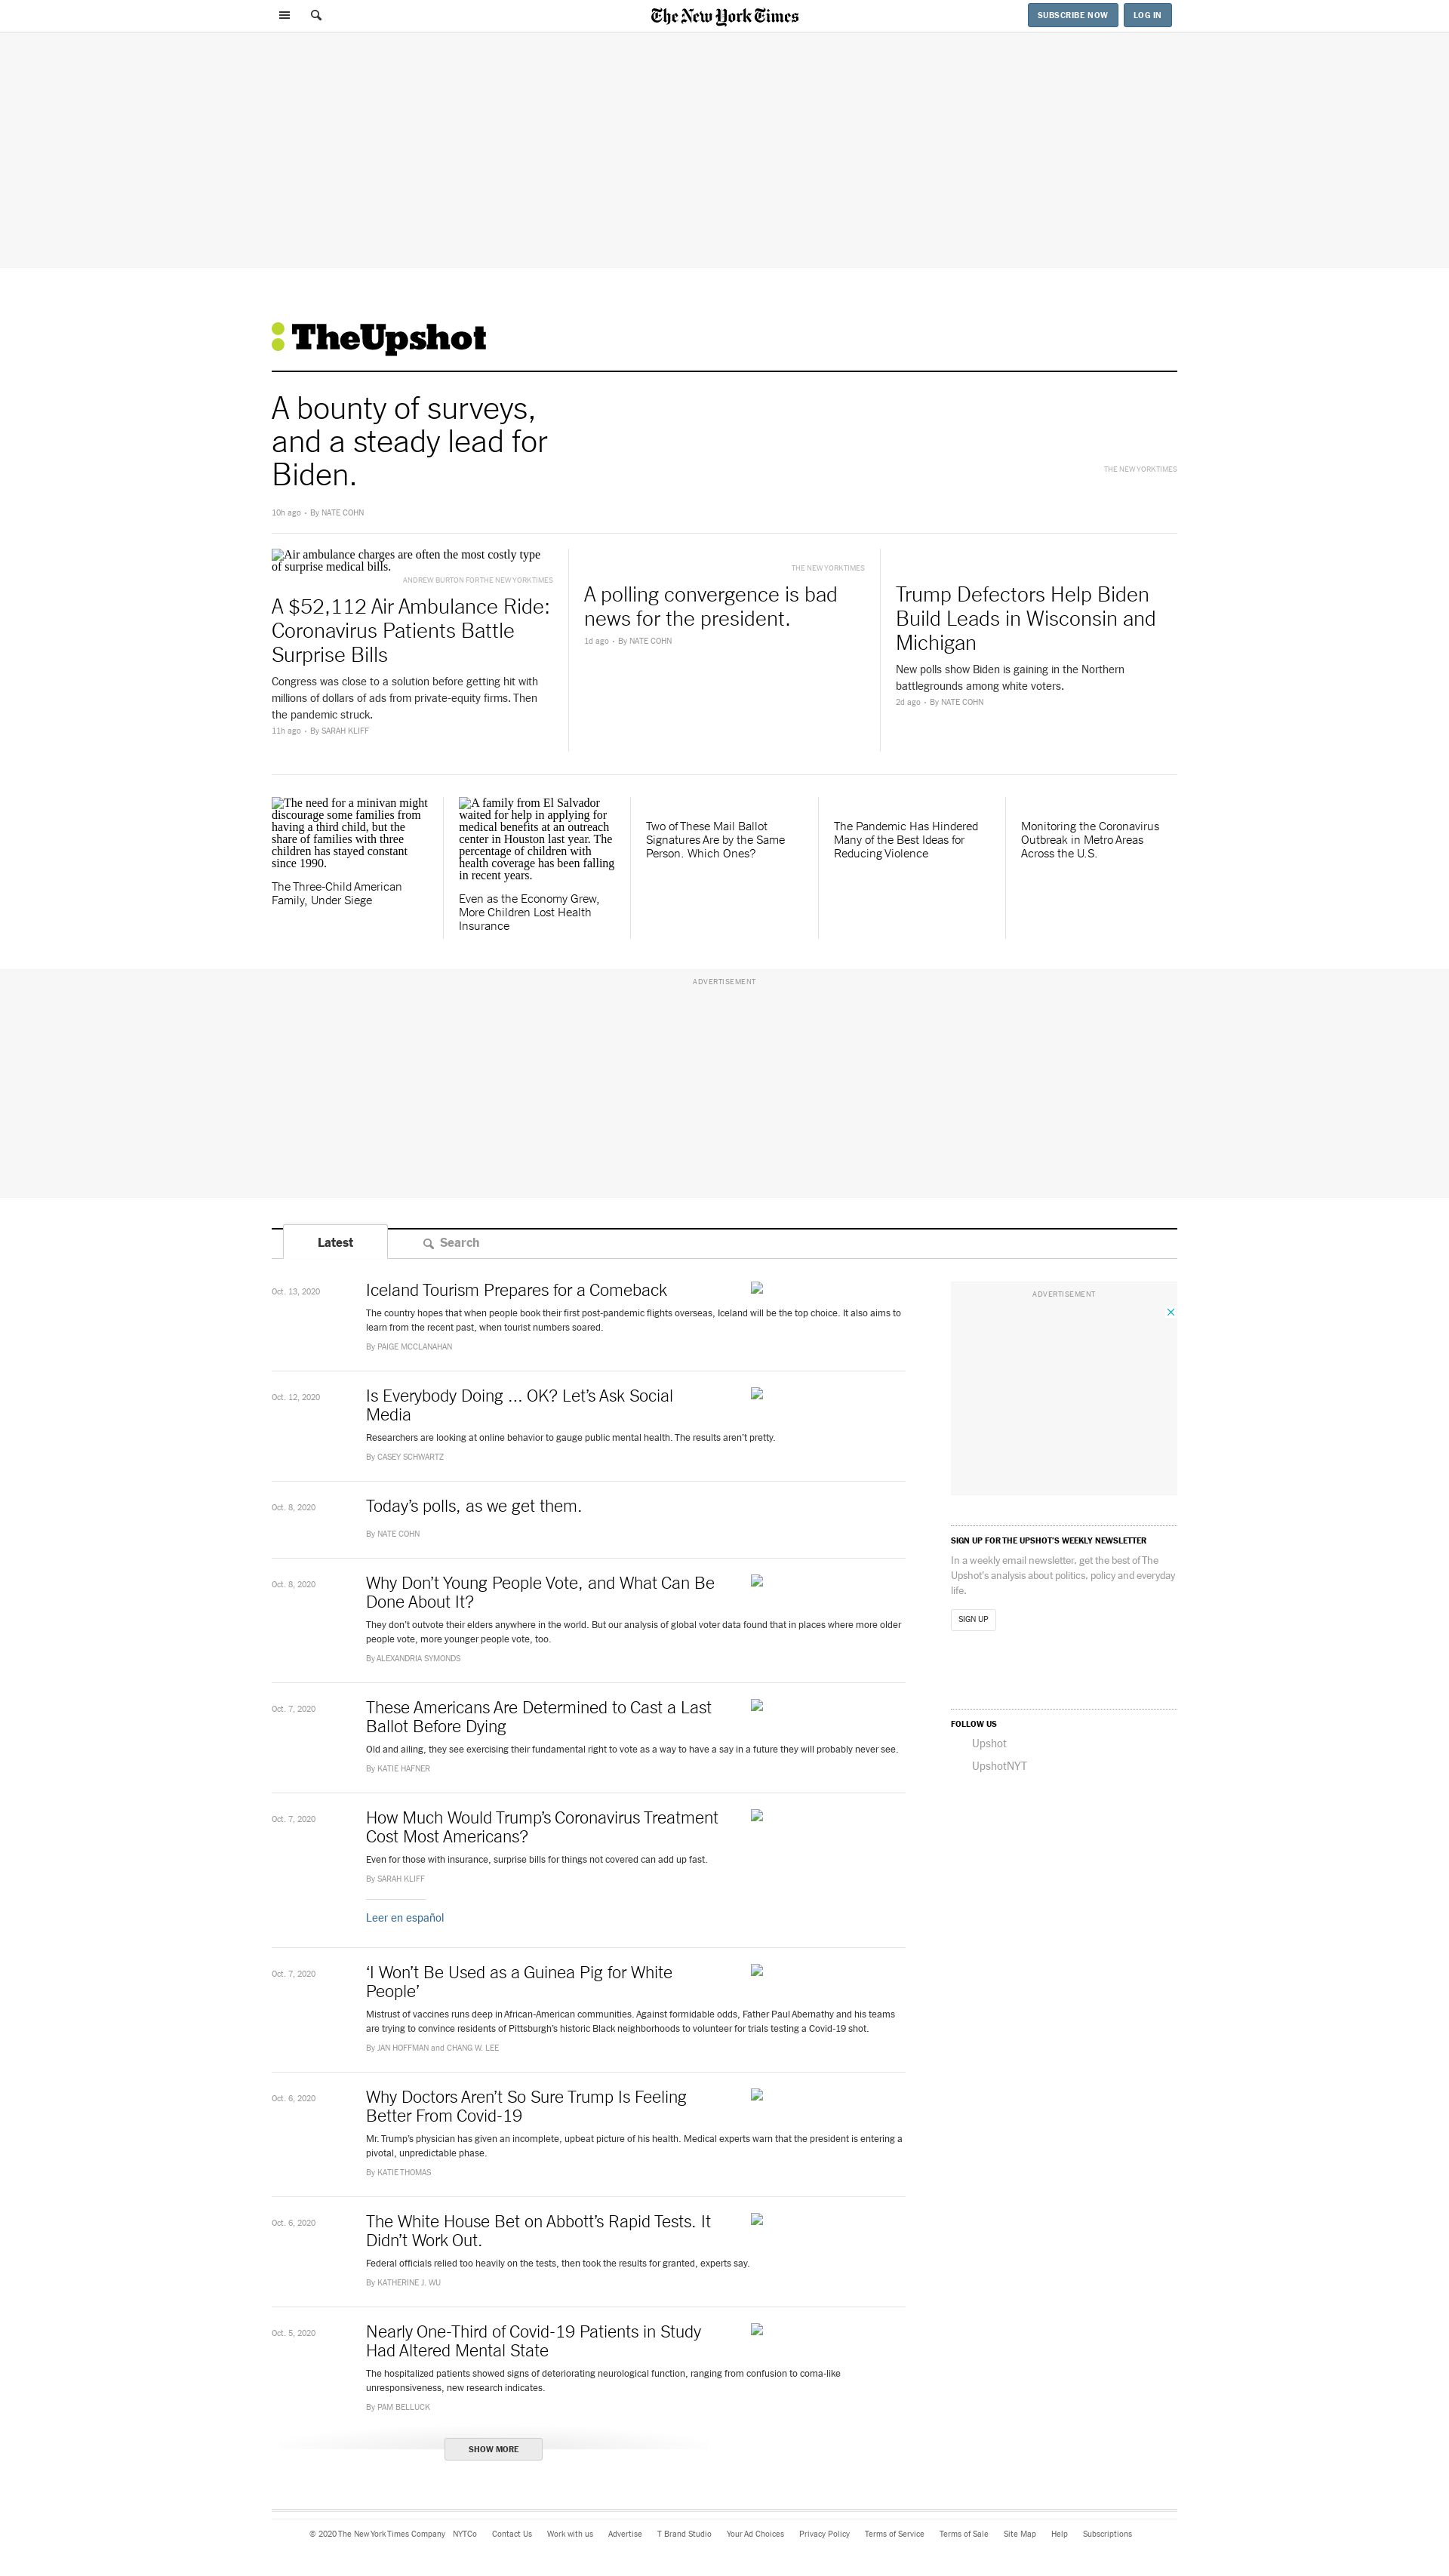 The New York Times
SUBSCRIBE NOW
LOG IN
TheUpshot
A bounty of surveys,
and a steady lead for
Biden.
THE NEW YORK TIMES
10h ago • By NATE COHN
Air ambulance charges are often the most costly type
of surprise medical bills.
ANDREW BURTON FOR THE NEW YORK TIMES
A $52,112 Air Ambulance Ride:
Coronavirus Patients Battle
Surprise Bills
Congress was close to a solution before getting hit with
millions of dollars of ads from private-equity firms. Then
the pandemic struck.
11h ago • By SARAH KLIFF
THE NEW YORK TIMES
A polling convergence is bad
news for the president.
1d ago • By NATE COHN
Trump Defectors Help Biden
Build Leads in Wisconsin and
Michigan
New polls show Biden is gaining in the Northern
battlegrounds among white voters.
2d ago • By NATE COHN
The need for a minivan might
discourage some families from
having a third child, but the
share of families with three
children has stayed constant
since 1990.
The Three-Child American
Family, Under Siege
A family from El Salvador
waited for help in applying for
medical benefits at an outreach
center in Houston last year. The
percentage of children with
health coverage has been falling
in recent years.
Even as the Economy Grew,
More Children Lost Health
Insurance
Two of These Mail Ballot
Signatures Are by the Same
Person. Which Ones?
The Pandemic Has Hindered
Many of the Best Ideas for
Reducing Violence
Monitoring the Coronavirus
Outbreak in Metro Areas
Across the U.S.
ADVERTISEMENT
Latest
Search
Oct. 13, 2020
Iceland Tourism Prepares for a Comeback
The country hopes that when people book their first post-pandemic flights overseas, Iceland will be the top choice. It also aims to
learn from the recent past, when tourist numbers soared.
By PAIGE MCCLANAHAN
Oct. 12, 2020
Is Everybody Doing ... OK? Let’s Ask Social
Media
Researchers are looking at online behavior to gauge public mental health. The results aren’t pretty.
By CASEY SCHWARTZ
Oct. 8, 2020
Today’s polls, as we get them.
By NATE COHN
Oct. 8, 2020
Why Don’t Young People Vote, and What Can Be
Done About It?
They don’t outvote their elders anywhere in the world. But our analysis of global voter data found that in places where more older
people vote, more younger people vote, too.
By ALEXANDRIA SYMONDS
Oct. 7, 2020
These Americans Are Determined to Cast a Last
Ballot Before Dying
Old and ailing, they see exercising their fundamental right to vote as a way to have a say in a future they will probably never see.
By KATIE HAFNER
Oct. 7, 2020
How Much Would Trump’s Coronavirus Treatment
Cost Most Americans?
Even for those with insurance, surprise bills for things not covered can add up fast.
By SARAH KLIFF
Leer en español
Oct. 7, 2020
‘I Won’t Be Used as a Guinea Pig for White
People’
Mistrust of vaccines runs deep in African-American communities. Against formidable odds, Father Paul Abernathy and his teams
are trying to convince residents of Pittsburgh’s historic Black neighborhoods to volunteer for trials testing a Covid-19 shot.
By JAN HOFFMAN and CHANG W. LEE
Oct. 6, 2020
Why Doctors Aren’t So Sure Trump Is Feeling
Better From Covid-19
Mr. Trump’s physician has given an incomplete, upbeat picture of his health. Medical experts warn that the president is entering a
pivotal, unpredictable phase.
By KATIE THOMAS
Oct. 6, 2020
The White House Bet on Abbott’s Rapid Tests. It
Didn’t Work Out.
Federal officials relied too heavily on the tests, then took the results for granted, experts say.
By KATHERINE J. WU
Oct. 5, 2020
Nearly One-Third of Covid-19 Patients in Study
Had Altered Mental State
The hospitalized patients showed signs of deteriorating neurological function, ranging from confusion to coma-like
unresponsiveness, new research indicates.
By PAM BELLUCK
SHOW MORE
ADVERTISEMENT
SIGN UP FOR THE UPSHOT’S WEEKLY NEWSLETTER
In a weekly email newsletter, get the best of The
Upshot’s analysis about politics, policy and everyday
life.
SIGN UP
FOLLOW US
Upshot
UpshotNYT
© 2020 The New York Times Company NYTCo Contact Us Work with us Advertise T Brand Studio Your Ad Choices Privacy Policy Terms of Service Terms of Sale Site Map Help Subscriptions